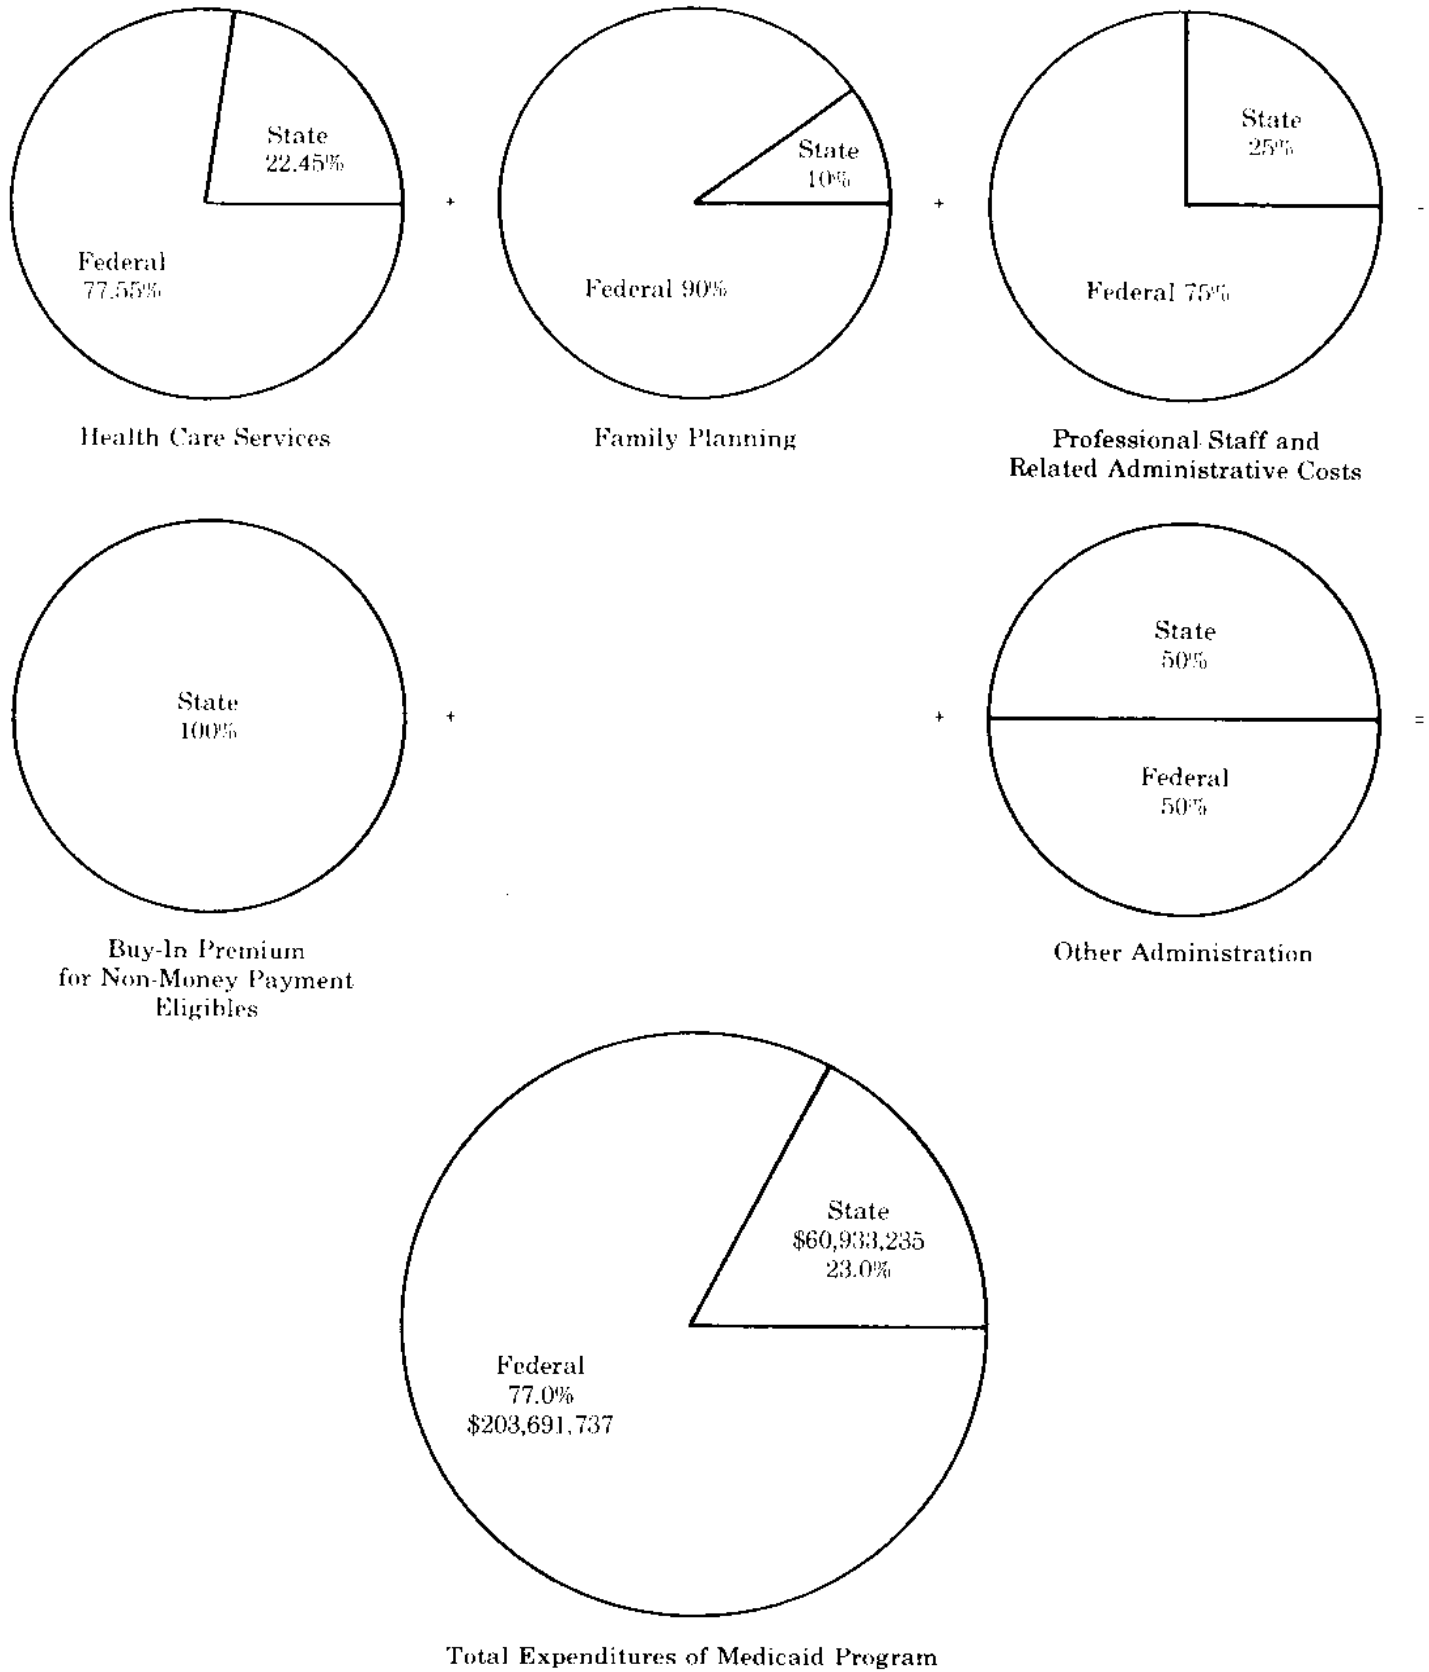 State
22.45%
Federal
77.55%
+
Health Care Services
State
10%
Federal 90%
+
Family Planning
State
25%
Federal 75%
-
Professional Staff and
Related Administrative Costs
State
100%
+
Buy-In Premium
for Non-Money Payment
Eligibles
+
State
50%
Federal
50%
=
Other Administration
State
$60,933,235
23.0%
Federal
77.0%
$203,691,737
Total Expenditures of Medicaid Program